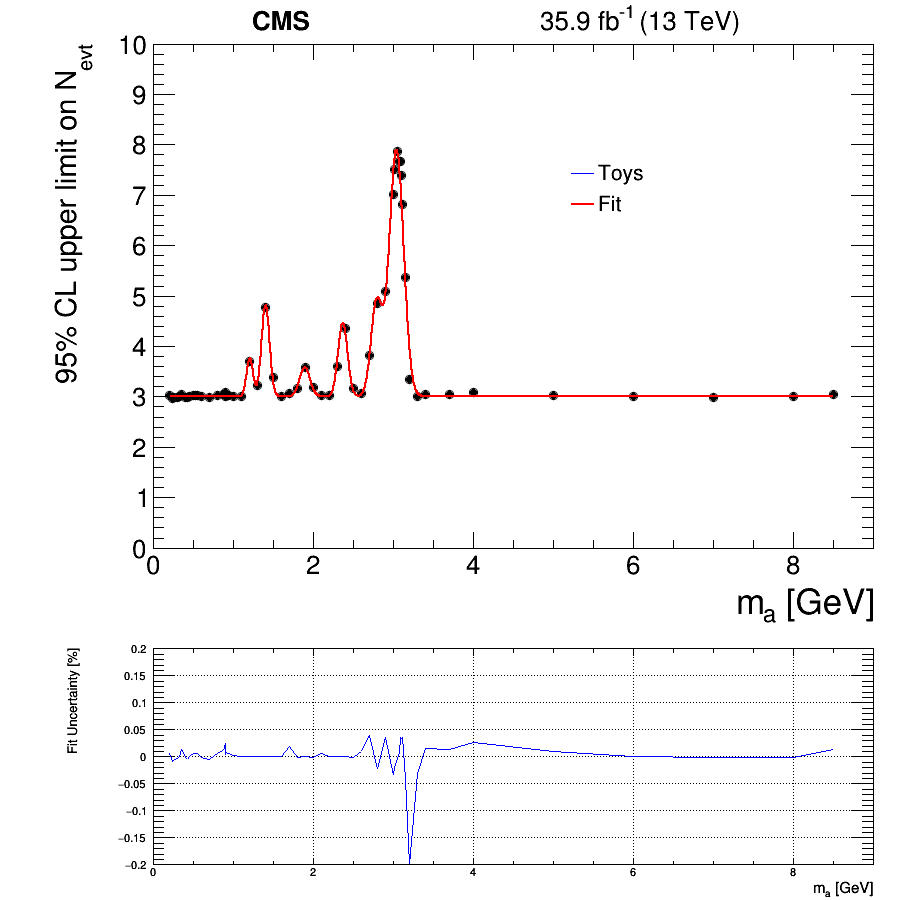 CMS 35.9 fb⁻¹ (13 TeV)
95% CL upper limit on N_evt
10
9
8
7
6
5
4
3
2
1
0
Toys
Fit
0 2 4 6 8
mₐ [GeV]
Fit Uncertainty [%]
0.2
0.15
0.1
0.05
0
−0.05
−0.1
−0.15
−0.2
0 2 4 6 8
mₐ [GeV]